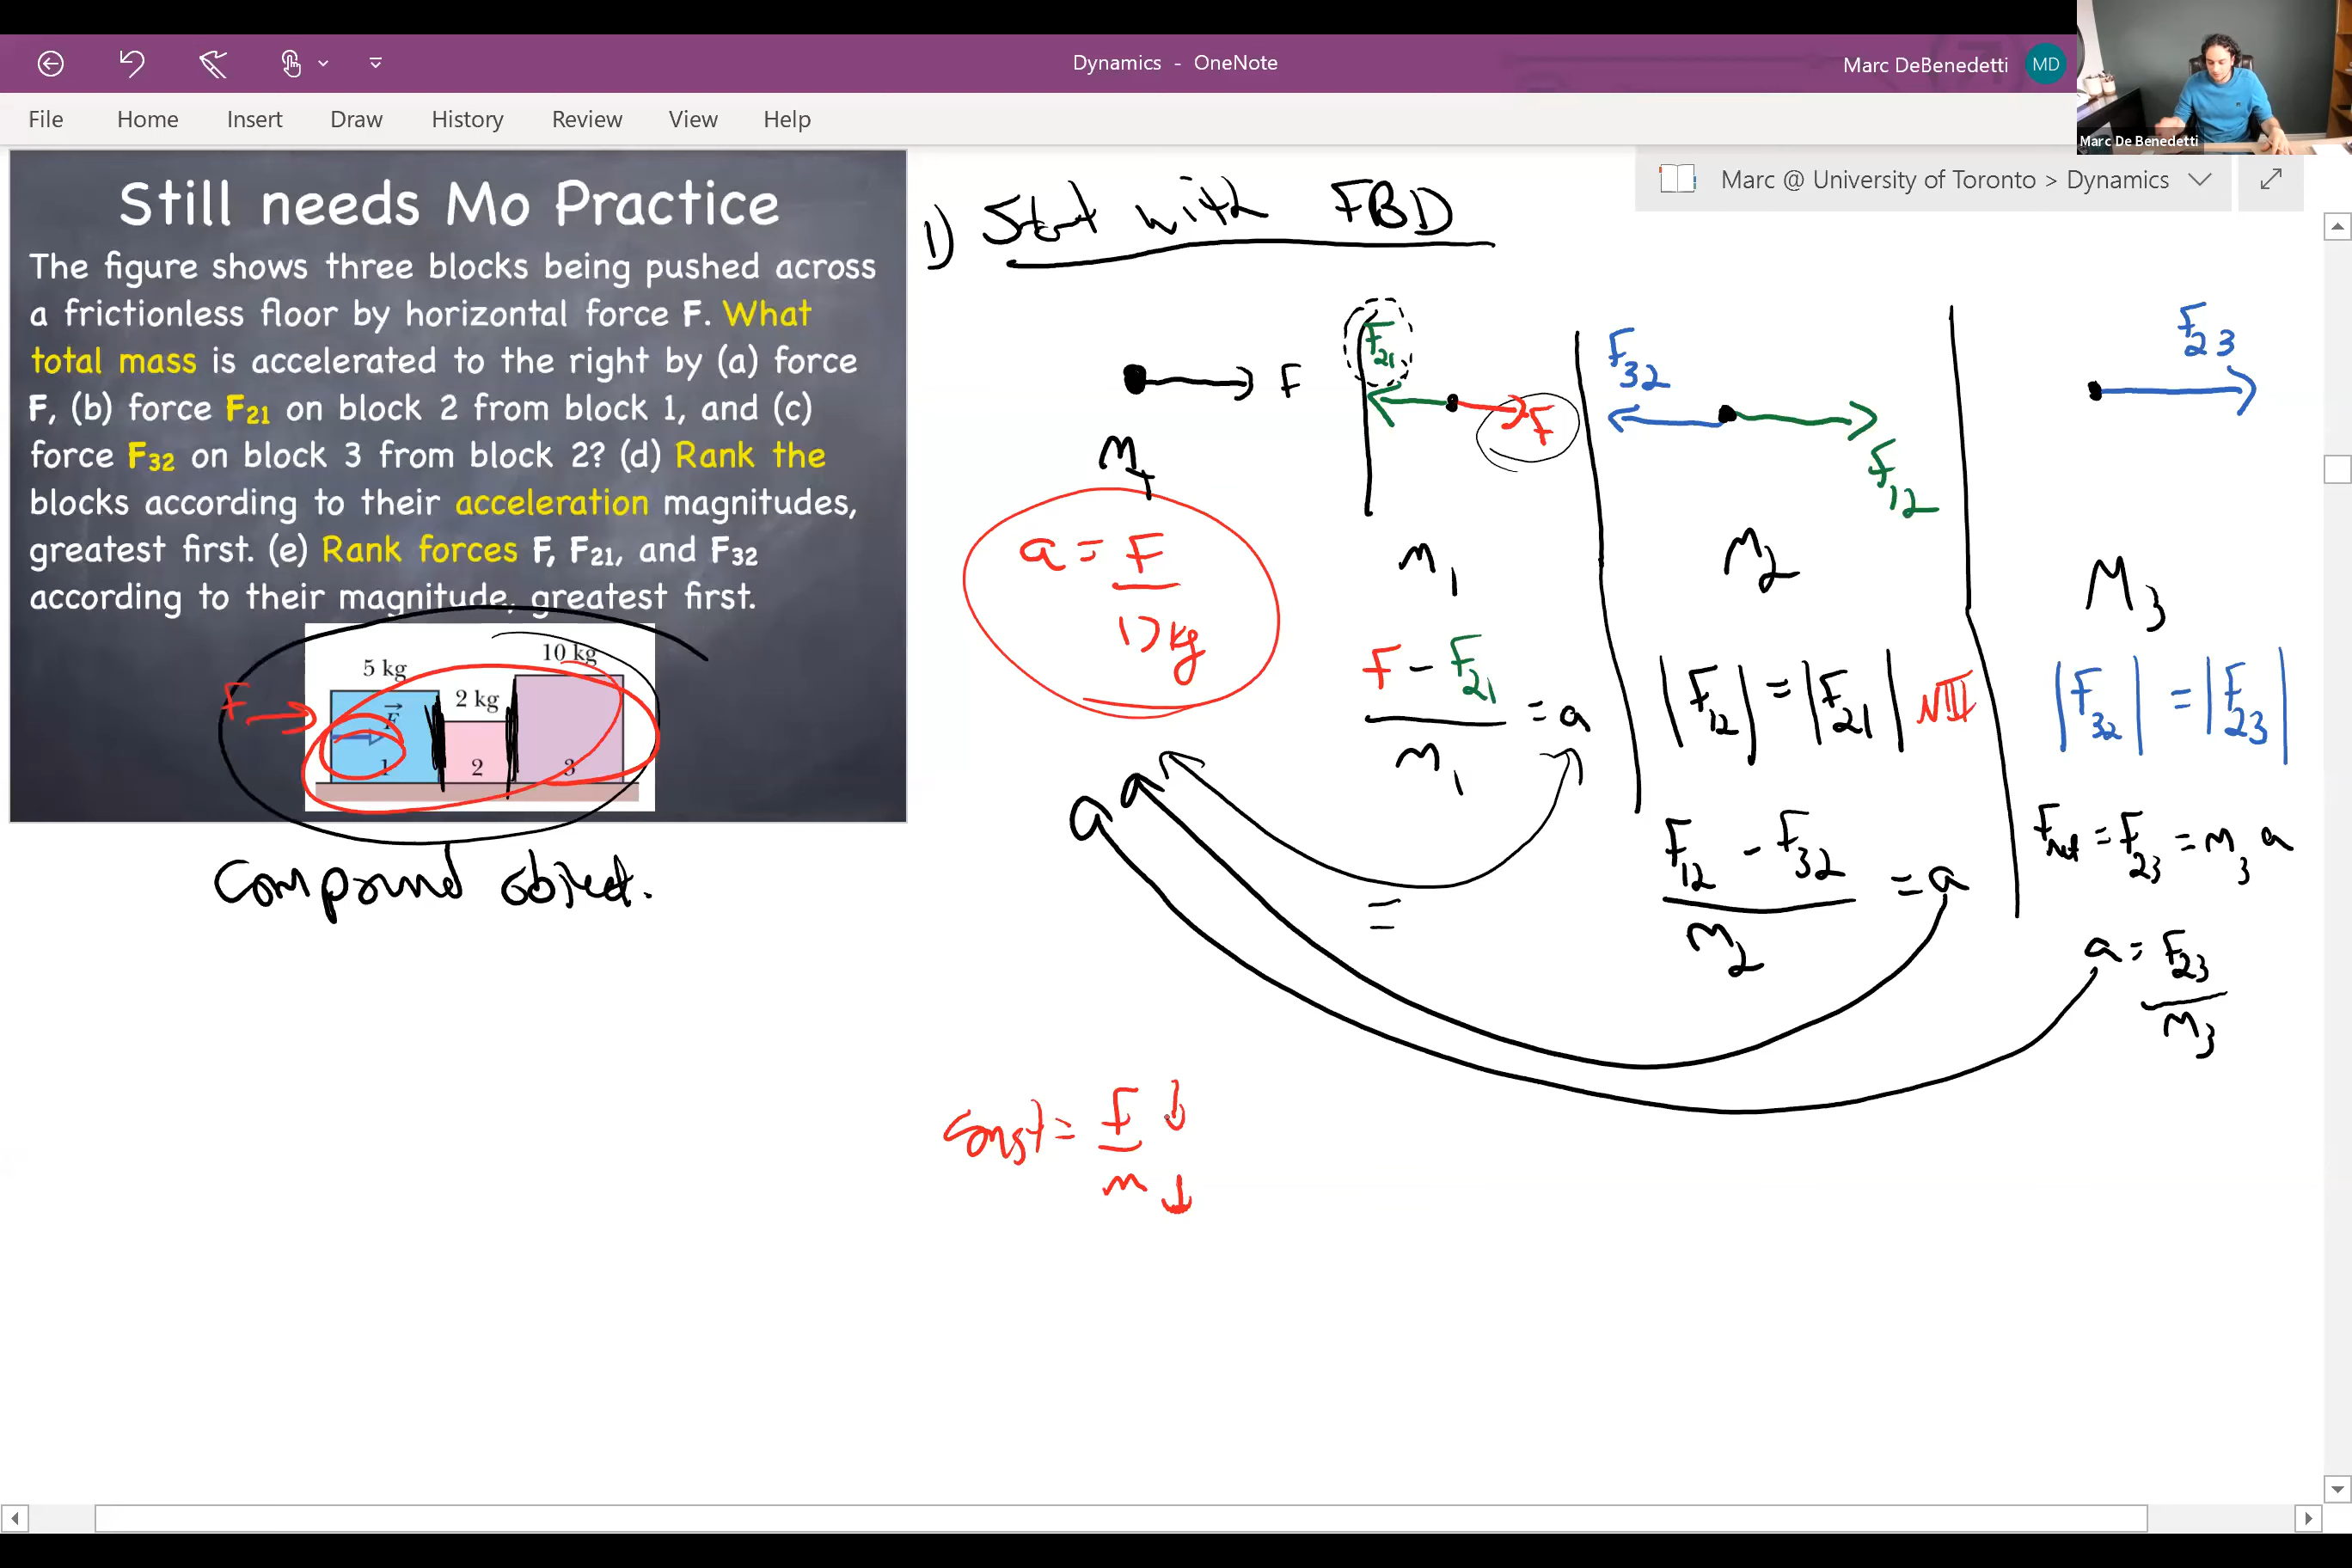 Dynamics - OneNote
Marc DeBenedetti
MD
Marc De Benedetti
File Home Insert Draw History Review View Help
Marc @ University of Toronto > Dynamics
Still needs Mo Practice
The figure shows three blocks being pushed across
a frictionless floor by horizontal force F. What
total mass is accelerated to the right by (a) force
F, (b) force F21 on block 2 from block 1, and (c)
force F32 on block 3 from block 2? (d) Rank the
blocks according to their acceleration magnitudes,
greatest first. (e) Rank forces F, F21, and F32
according to their magnitude, greatest first.
5 kg
2 kg
10 kg
F
F
1
2
3
Compound object.
1) Start with FBD
F
mT
a = F / 17 kg
F21
F
m1
F - F21 / m1 = a
F32
F12
m2
|F12| = |F21| NIII
F12 - F32 / m2 = a
F23
M3
|F32| = |F23|
Fnet = F23 = m3 a
a = F23 / m3
a a
=
const = F ↓ / m ↓